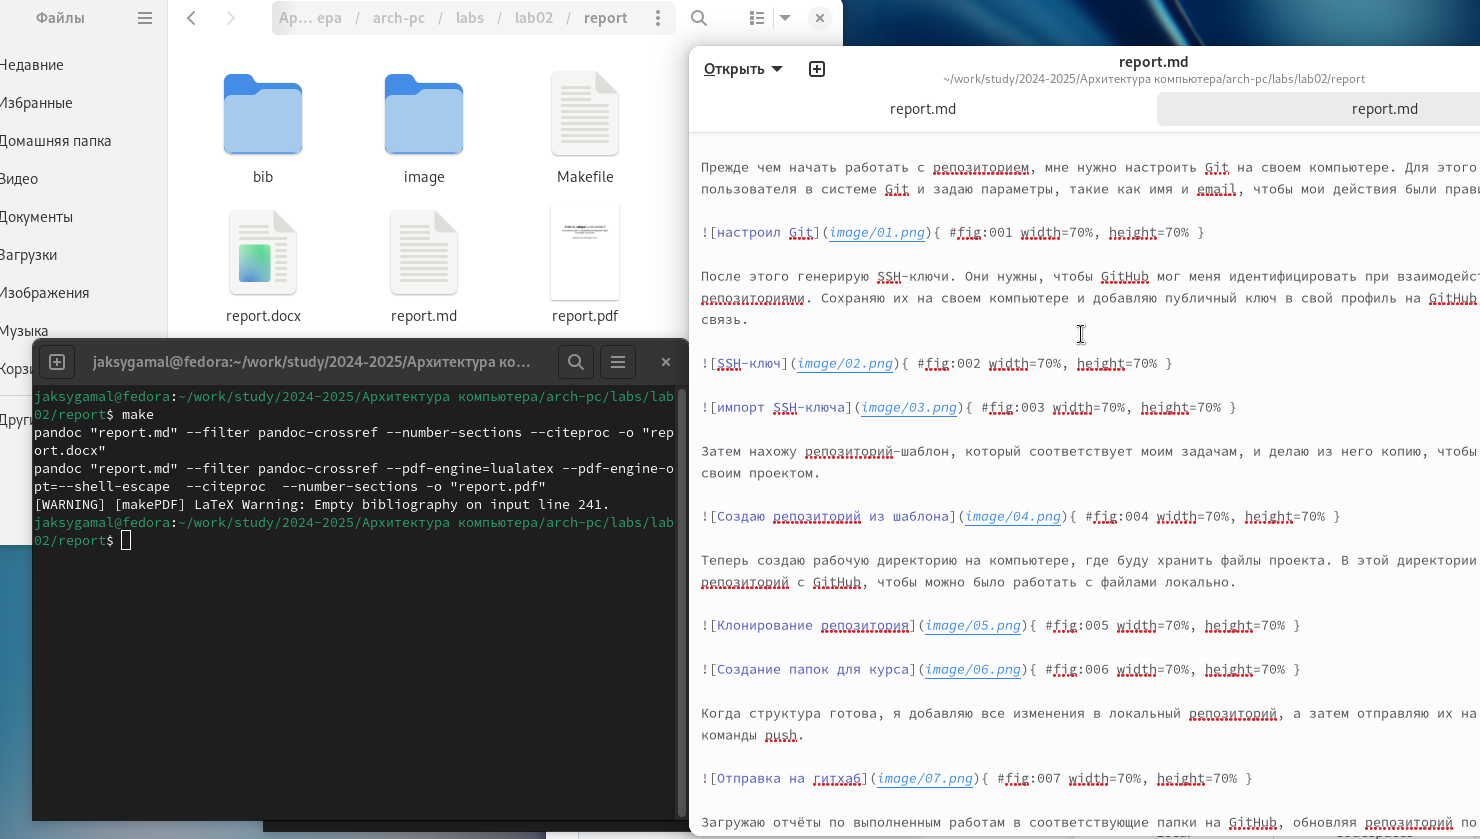 Файлы
Ар... ера / arch-pc / labs / lab02 / report
Недавние
Избранные
Домашняя папка
Видео
Документы
Загрузки
Изображения
Музыка
bib
image
Makefile
report.docx
report.md
report.pdf
jaksygamal@fedora:~/work/study/2024-2025/Архитектура ко...
jaksygamal@fedora:~/work/study/2024-2025/Архитектура компьютера/arch-pc/labs/lab
02/report$ make
pandoc "report.md" --filter pandoc-crossref --number-sections --citeproc -o "rep
ort.docx"
pandoc "report.md" --filter pandoc-crossref --pdf-engine=lualatex --pdf-engine-o
pt=--shell-escape  --citeproc  --number-sections -o "report.pdf"
[WARNING] [makePDF] LaTeX Warning: Empty bibliography on input line 241.
jaksygamal@fedora:~/work/study/2024-2025/Архитектура компьютера/arch-pc/labs/lab
02/report$
Открыть
report.md
~/work/study/2024-2025/Архитектура компьютера/arch-pc/labs/lab02/report
report.md
report.md
Прежде чем начать работать с репозиторием, мне нужно настроить Git на своем компьютере. Для этого
пользователя в системе Git и задаю параметры, такие как имя и email, чтобы мои действия были прави
![настроил Git](image/01.png){ #fig:001 width=70%, height=70% }
После этого генерирую SSH-ключи. Они нужны, чтобы GitHub мог меня идентифицировать при взаимодейст
репозиториями. Сохраняю их на своем компьютере и добавляю публичный ключ в свой профиль на GitHub
связь.
![SSH-ключ](image/02.png){ #fig:002 width=70%, height=70% }
![импорт SSH-ключа](image/03.png){ #fig:003 width=70%, height=70% }
Затем нахожу репозиторий-шаблон, который соответствует моим задачам, и делаю из него копию, чтобы
своим проектом.
![Создаю репозиторий из шаблона](image/04.png){ #fig:004 width=70%, height=70% }
Теперь создаю рабочую директорию на компьютере, где буду хранить файлы проекта. В этой директории
репозиторий с GitHub, чтобы можно было работать с файлами локально.
![Клонирование репозитория](image/05.png){ #fig:005 width=70%, height=70% }
![Создание папок для курса](image/06.png){ #fig:006 width=70%, height=70% }
Когда структура готова, я добавляю все изменения в локальный репозиторий, а затем отправляю их на
команды push.
![Отправка на гитхаб](image/07.png){ #fig:007 width=70%, height=70% }
Загружаю отчёты по выполненным работам в соответствующие папки на GitHub, обновляя репозиторий по